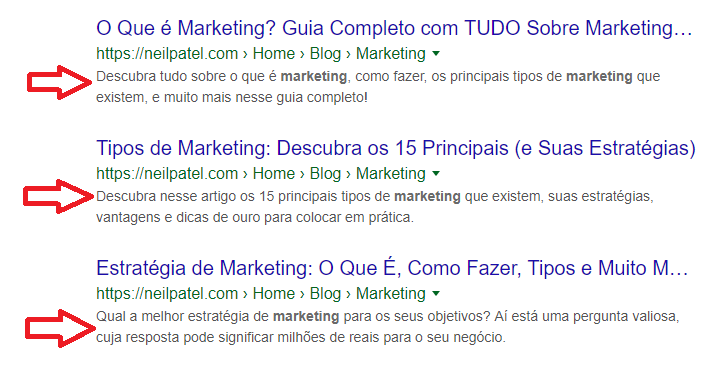 O Que é Marketing? Guia Completo com TUDO Sobre Marketing…
https://neilpatel.com › Home › Blog › Marketing
Descubra tudo sobre o que é marketing, como fazer, os principais tipos de marketing que
existem, e muito mais nesse guia completo!
Tipos de Marketing: Descubra os 15 Principais (e Suas Estratégias)
https://neilpatel.com › Home › Blog › Marketing
Descubra nesse artigo os 15 principais tipos de marketing que existem, suas estratégias,
vantagens e dicas de ouro para colocar em prática.
Estratégia de Marketing: O Que É, Como Fazer, Tipos e Muito M…
https://neilpatel.com › Home › Blog › Marketing
Qual a melhor estratégia de marketing para os seus objetivos? Aí está uma pergunta valiosa,
cuja resposta pode significar milhões de reais para o seu negócio.